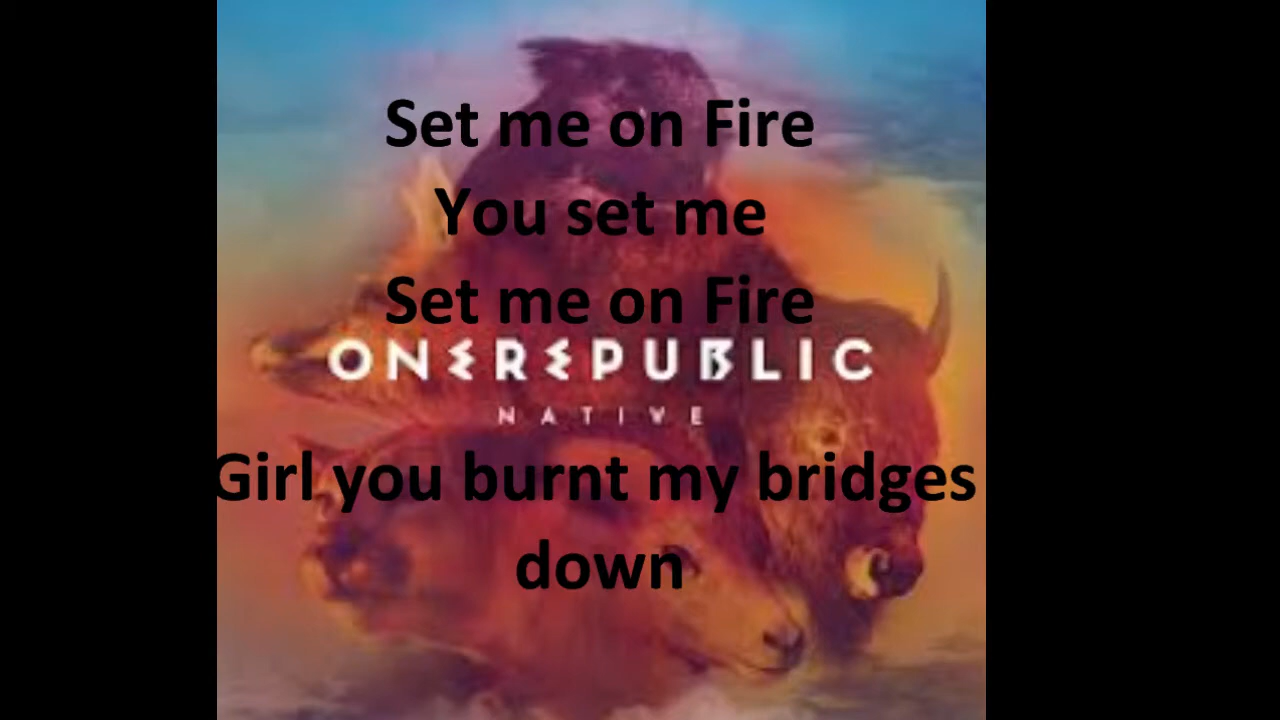 Set me on Fire
You set me
Set me on Fire
ONEREPUBLIC
NATIVE
Girl you burnt my bridges
down